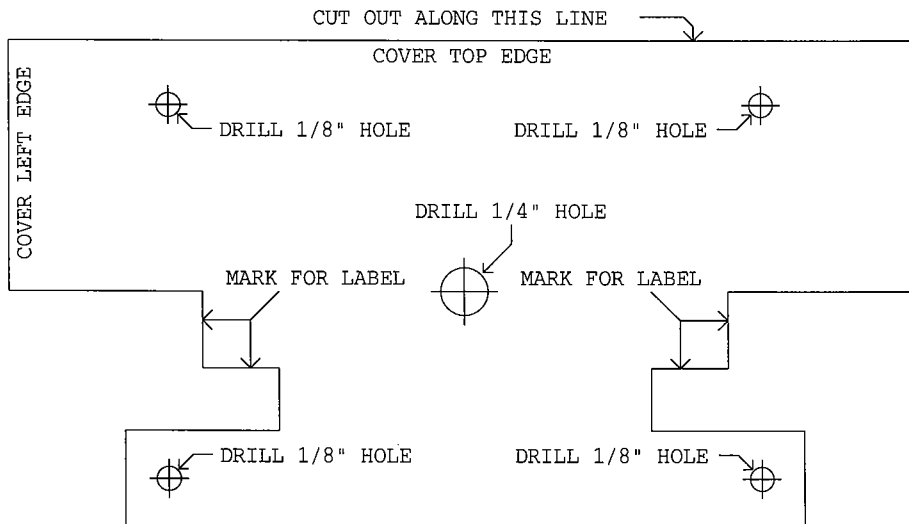 CUT OUT ALONG THIS LINE
COVER TOP EDGE
COVER LEFT EDGE
DRILL 1/8" HOLE
DRILL 1/8" HOLE
DRILL 1/4" HOLE
MARK FOR LABEL
MARK FOR LABEL
DRILL 1/8" HOLE
DRILL 1/8" HOLE